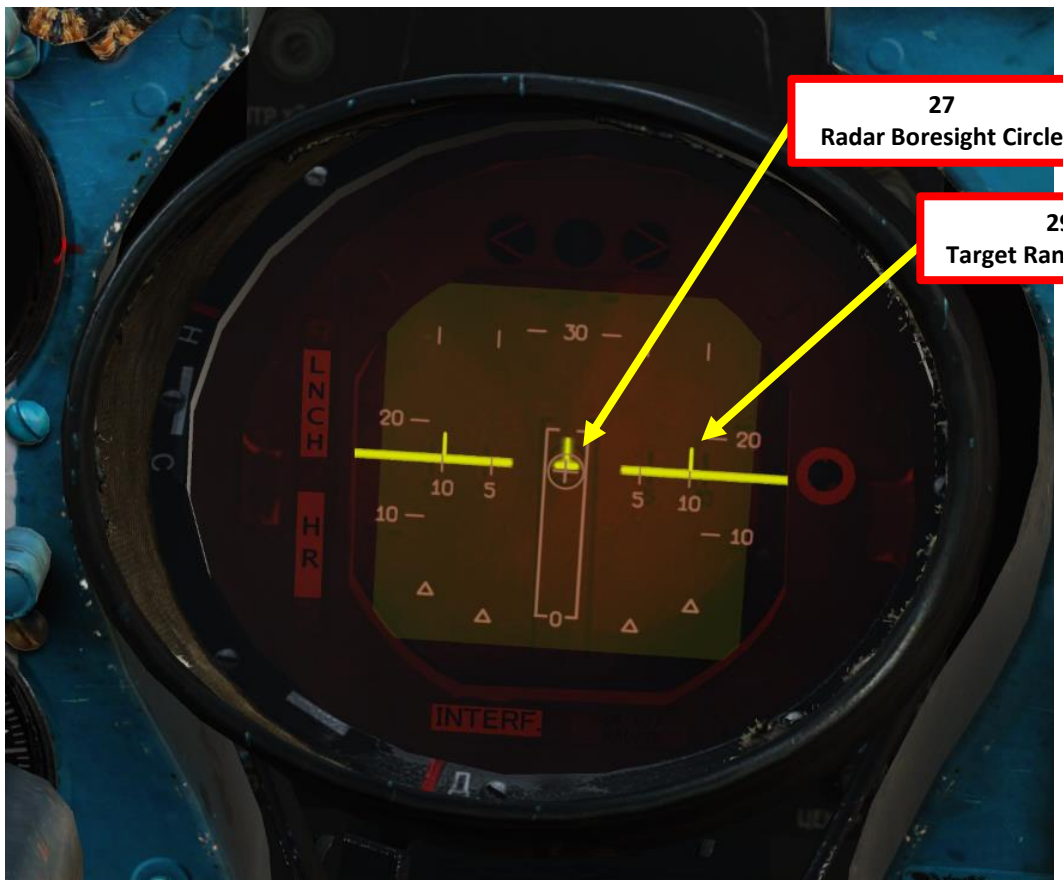 27
Radar Boresight Circle
Target Ran
30
LNCH
20
20
10
5
5
10
10
10
HR
0
INTERF.
Н
С
Д